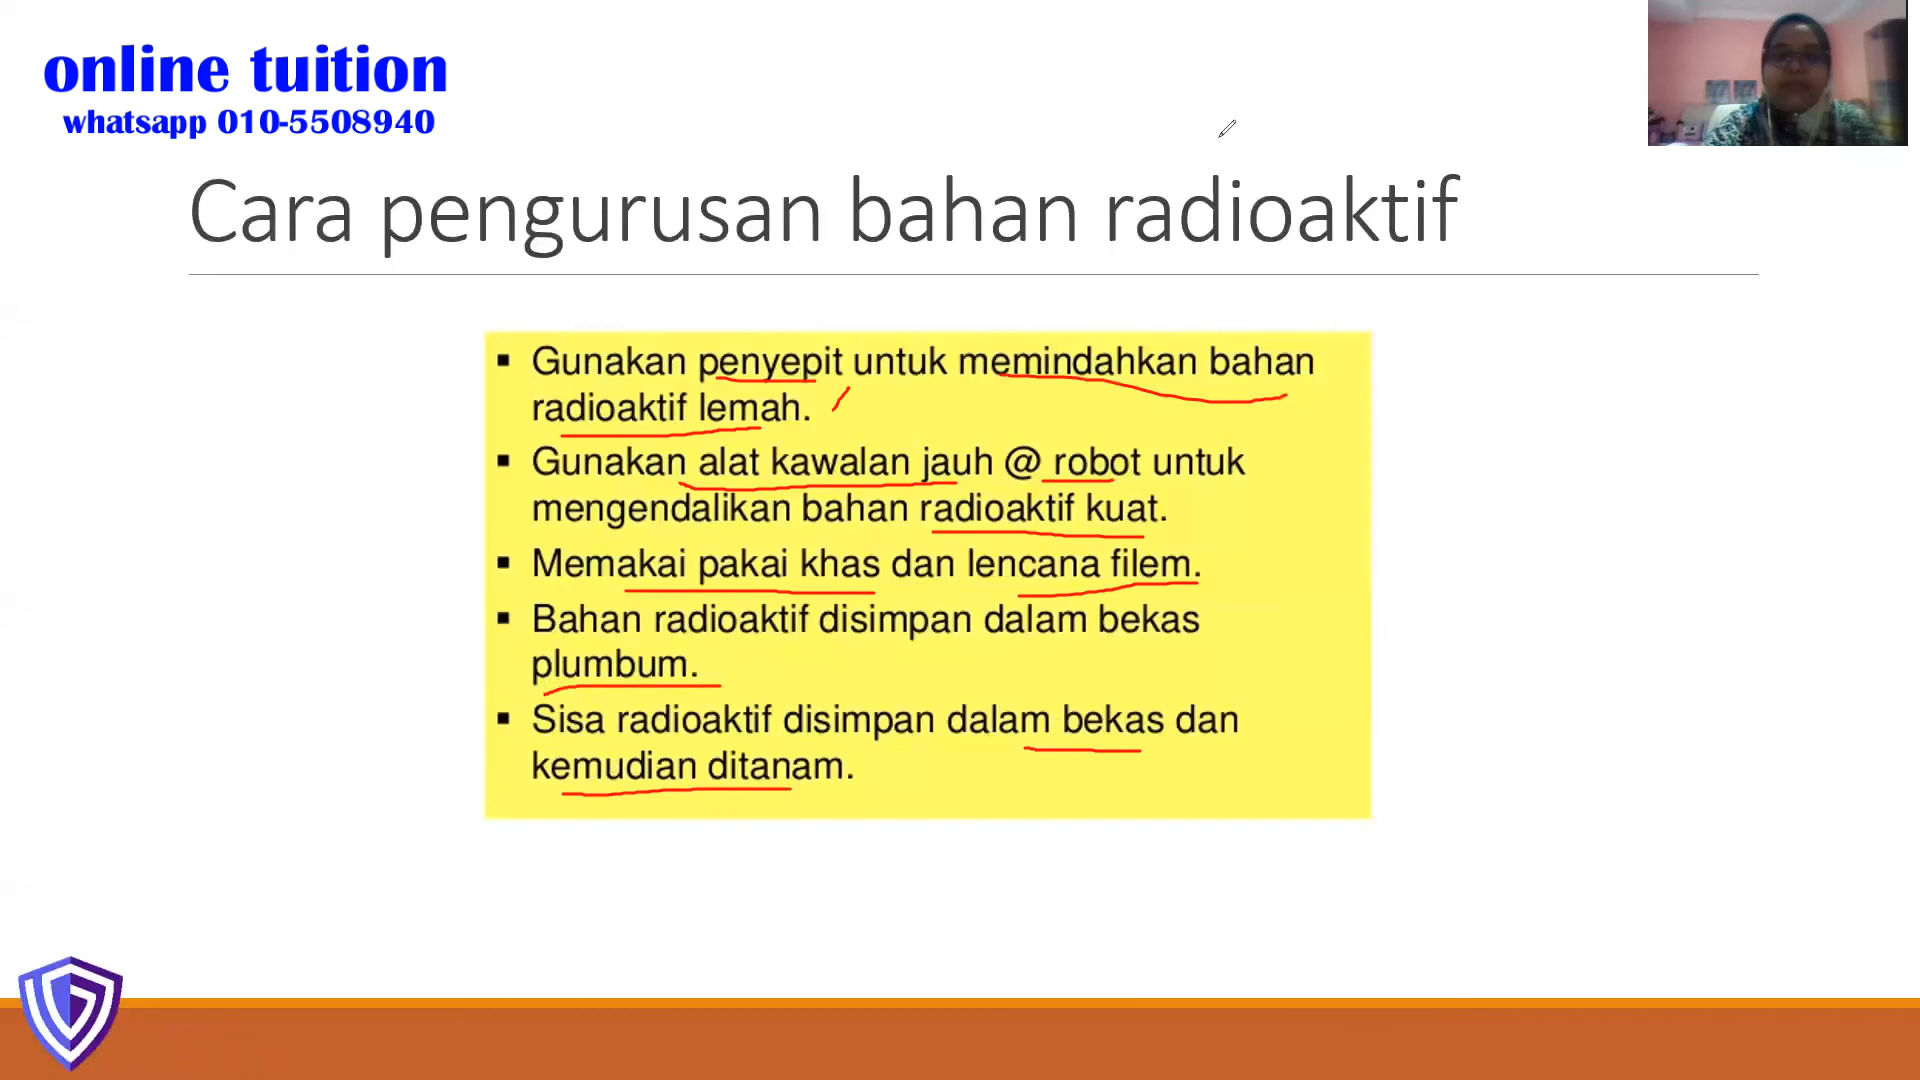 online tuition
whatsapp 010-5508940
Cara pengurusan bahan radioaktif
▪ Gunakan penyepit untuk memindahkan bahan
radioaktif lemah.
▪ Gunakan alat kawalan jauh @ robot untuk
mengendalikan bahan radioaktif kuat.
▪ Memakai pakai khas dan lencana filem.
▪ Bahan radioaktif disimpan dalam bekas
plumbum.
▪ Sisa radioaktif disimpan dalam bekas dan
kemudian ditanam.